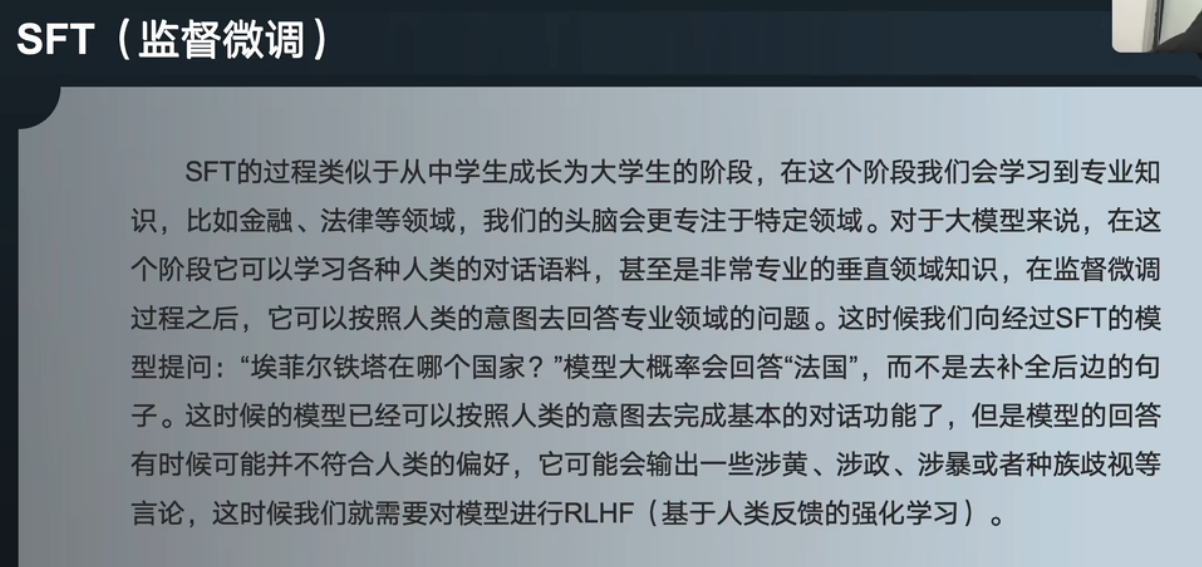 SFT（监督微调）
SFT的过程类似于从中学生成长为大学生的阶段，在这个阶段我们会学习到专业知
识，比如金融、法律等领域，我们的头脑会更专注于特定领域。对于大模型来说，在这
个阶段它可以学习各种人类的对话语料，甚至是非常专业的垂直领域知识，在监督微调
过程之后，它可以按照人类的意图去回答专业领域的问题。这时候我们向经过SFT的模
型提问：“埃菲尔铁塔在哪个国家？”模型大概率会回答“法国”，而不是去补全后边的句
子。这时候的模型已经可以按照人类的意图去完成基本的对话功能了，但是模型的回答
有时候可能并不符合人类的偏好，它可能会输出一些涉黄、涉政、涉暴或者种族歧视等
言论，这时候我们就需要对模型进行RLHF（基于人类反馈的强化学习）。